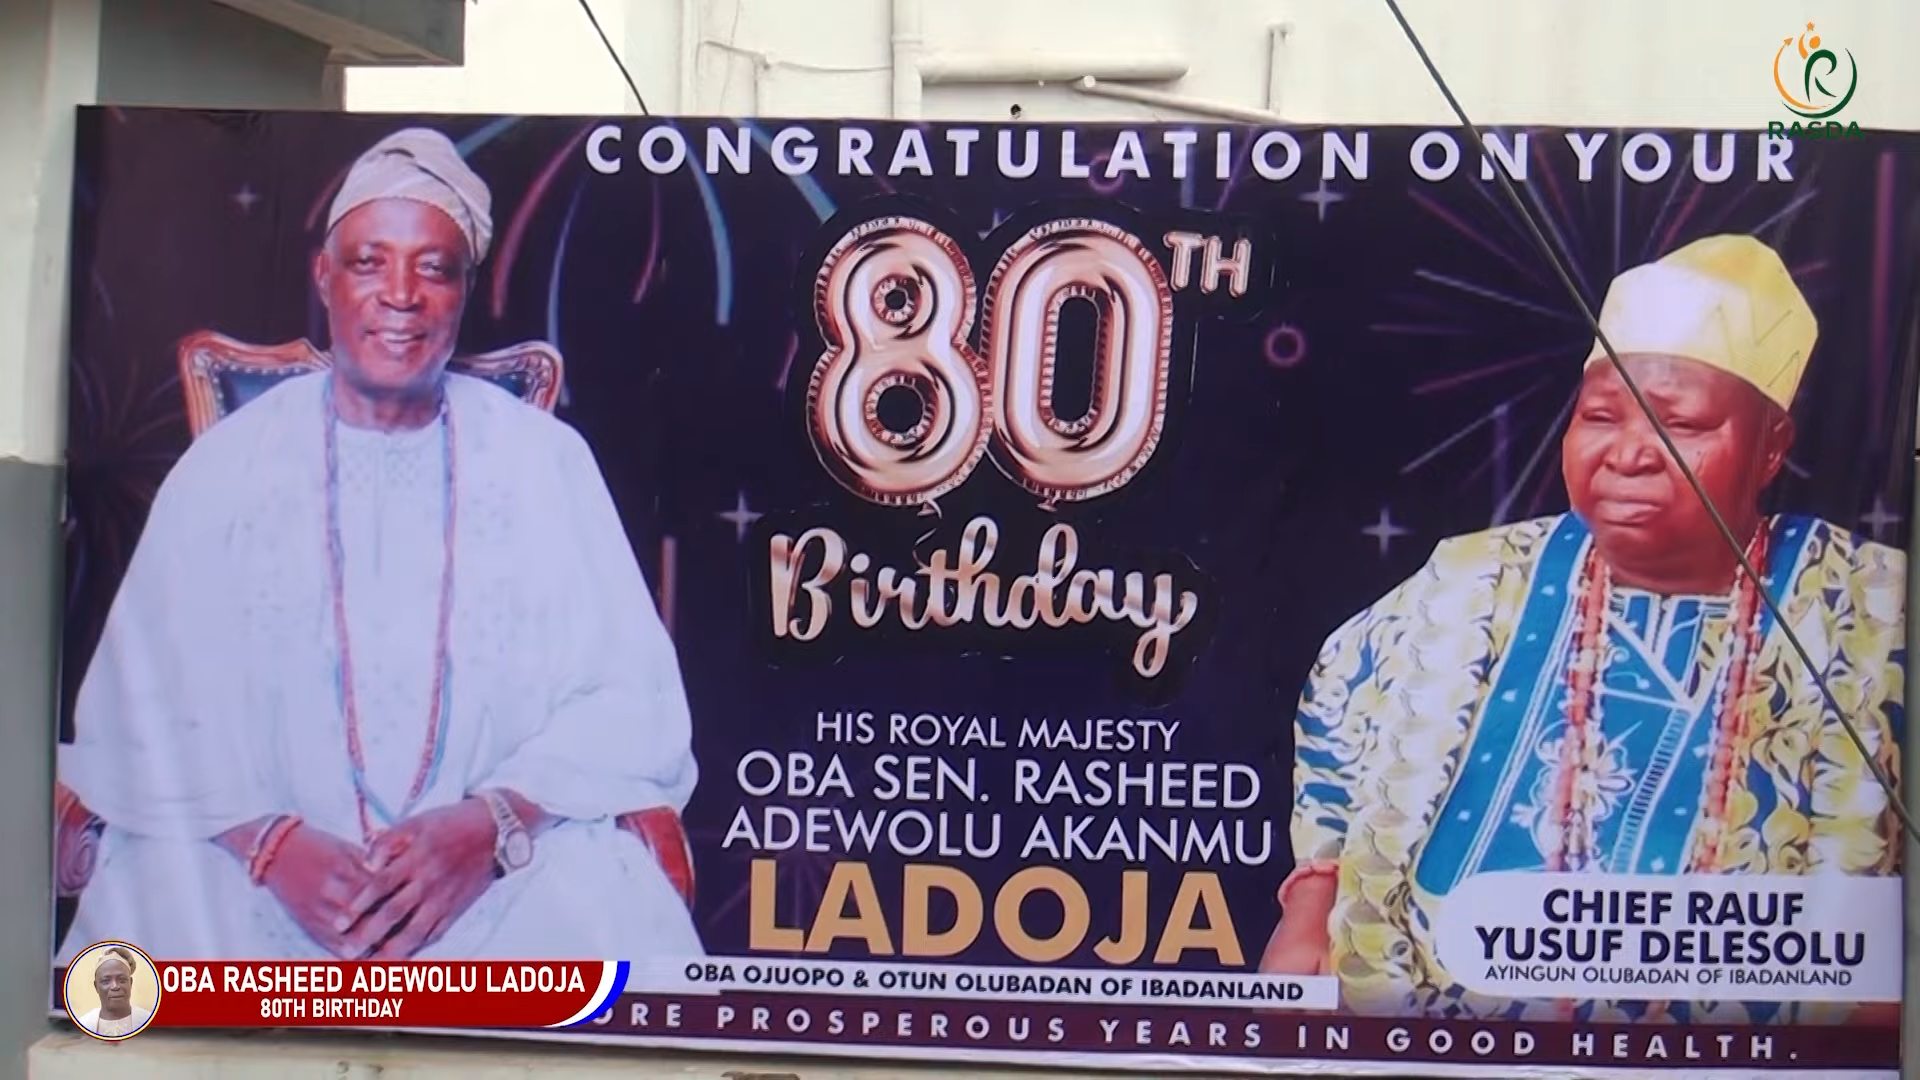 RASDA
CONGRATULATION ON YOUR
80TH
Birthday
HIS ROYAL MAJESTY
OBA SEN. RASHEED
ADEWOLU AKANMU
LADOJA
OBA OJUOPO & OTUN OLUBADAN OF IBADANLAND
CHIEF RAUF
YUSUF DELESOLU
AYINGUN OLUBADAN OF IBADANLAND
PROSPEROUS YEARS IN GOOD HEALTH.
OBA RASHEED ADEWOLU LADOJA
80TH BIRTHDAY